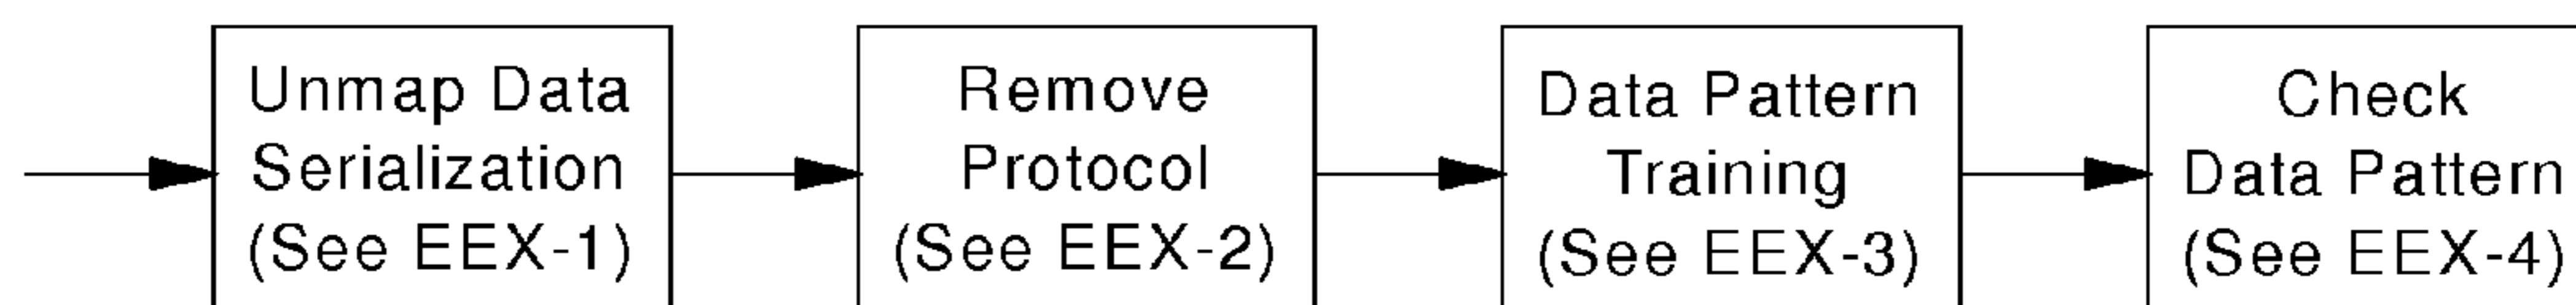 Unmap Data
Serialization
(See EEX-1)
Remove
Protocol
(See EEX-2)
Data Pattern
Training
(See EEX-3)
Check
Data Pattern
(See EEX-4)